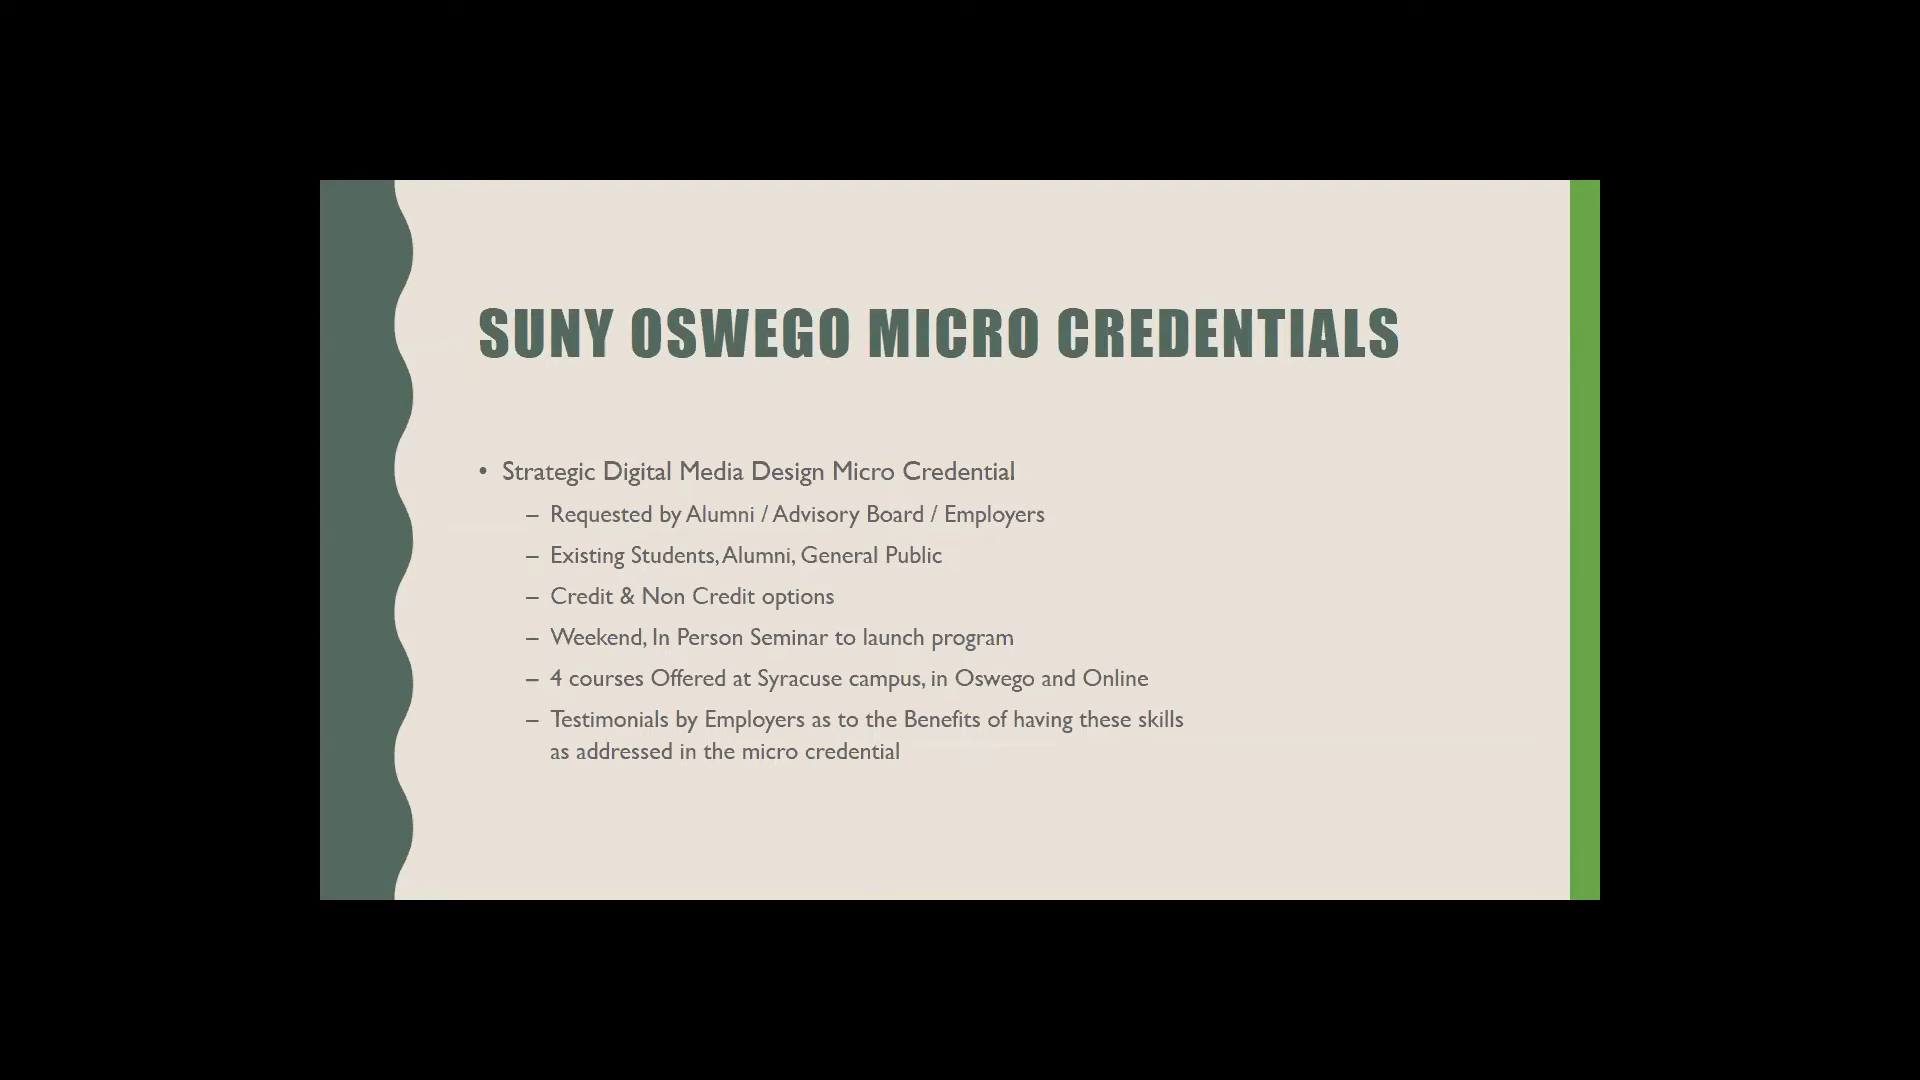 SUNY OSWEGO MICRO CREDENTIALS
• Strategic Digital Media Design Micro Credential
– Requested by Alumni / Advisory Board / Employers
– Existing Students, Alumni, General Public
– Credit & Non Credit options
– Weekend, In Person Seminar to launch program
– 4 courses Offered at Syracuse campus, in Oswego and Online
– Testimonials by Employers as to the Benefits of having these skills
as addressed in the micro credential